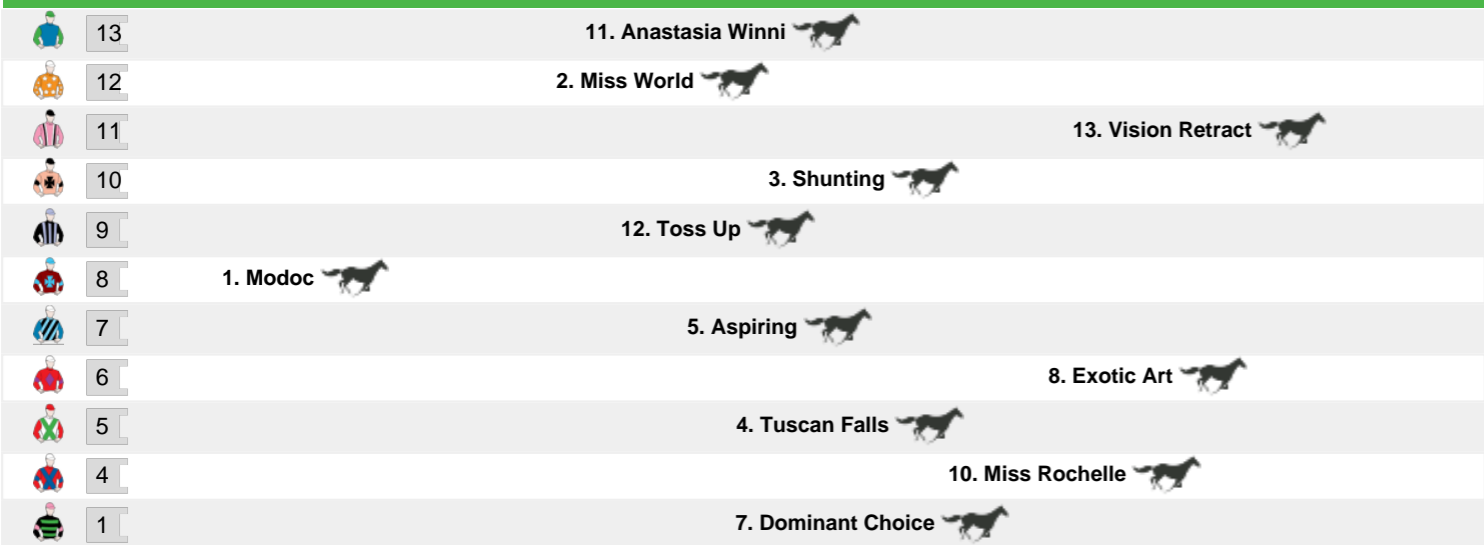 13 11. Anastasia Winni
12 2. Miss World
11 13. Vision Retract
10 3. Shunting
9 12. Toss Up
8 1. Modoc
7 5. Aspiring
6 8. Exotic Art
5 4. Tuscan Falls
4 10. Miss Rochelle
1 7. Dominant Choice